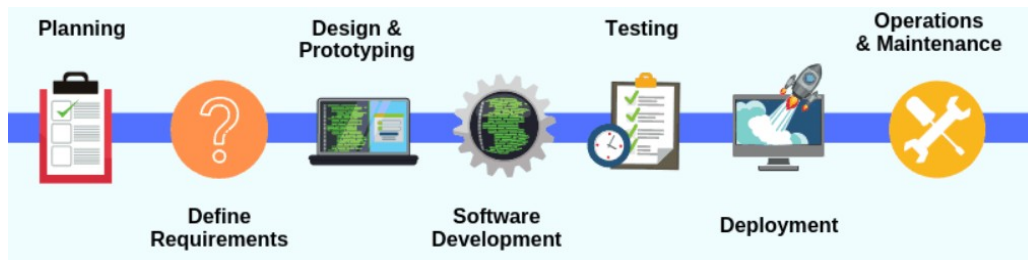 Planning
Define
Requirements
Design &
Prototyping
Software
Development
Testing
Deployment
Operations
& Maintenance